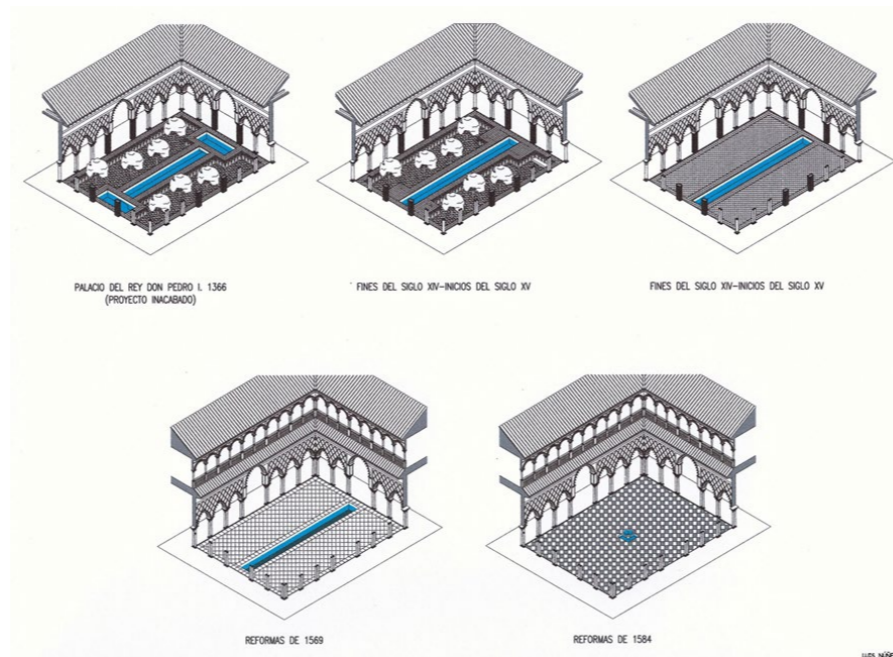 PALACIO DEL REY DON PEDRO I. 1366
(PROYECTO INACABADO)
FINES DEL SIGLO XIV-INICIOS DEL SIGLO XV
FINES DEL SIGLO XIV-INICIOS DEL SIGLO XV
REFORMAS DE 1569
REFORMAS DE 1584
LUIS